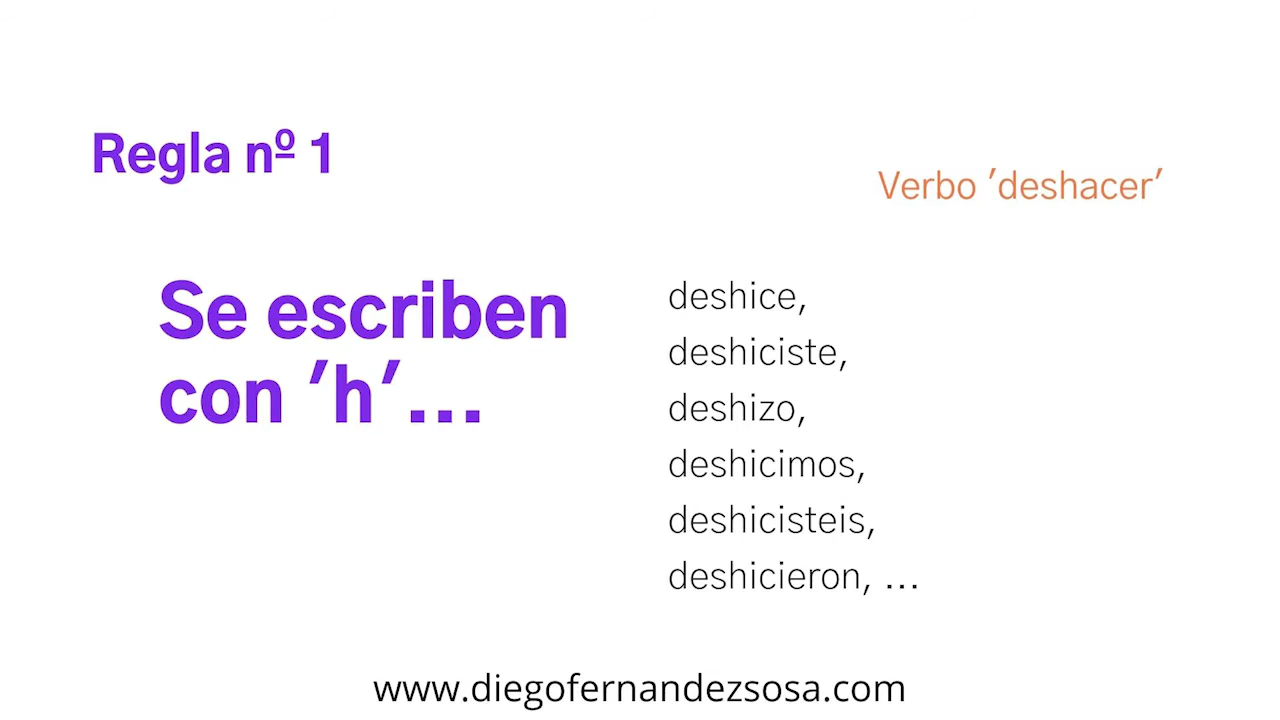 Regla nº 1
Verbo ′deshacer′
Se escriben
con ′h′...
deshice,
deshiciste,
deshizo,
deshicimos,
deshicisteis,
deshicieron, ...
www.diegofernandezsosa.com